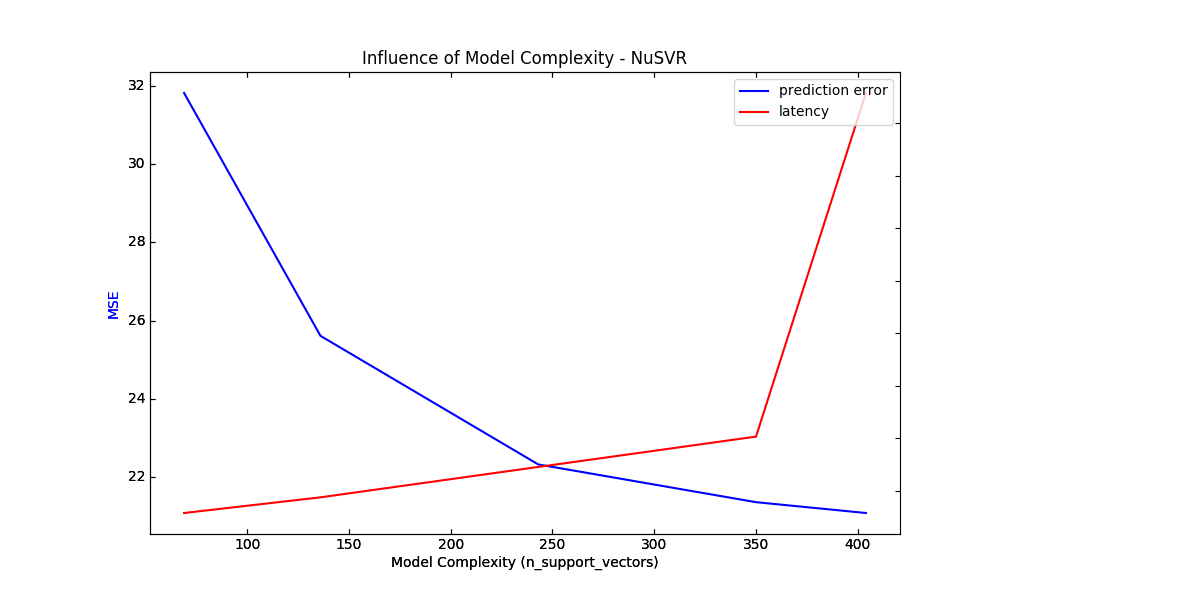 Influence of Model Complexity - NuSVR
prediction error
latency
32
30
28
26
24
22
MSE
100 150 200 250 300 350 400
Model Complexity (n_support_vectors)